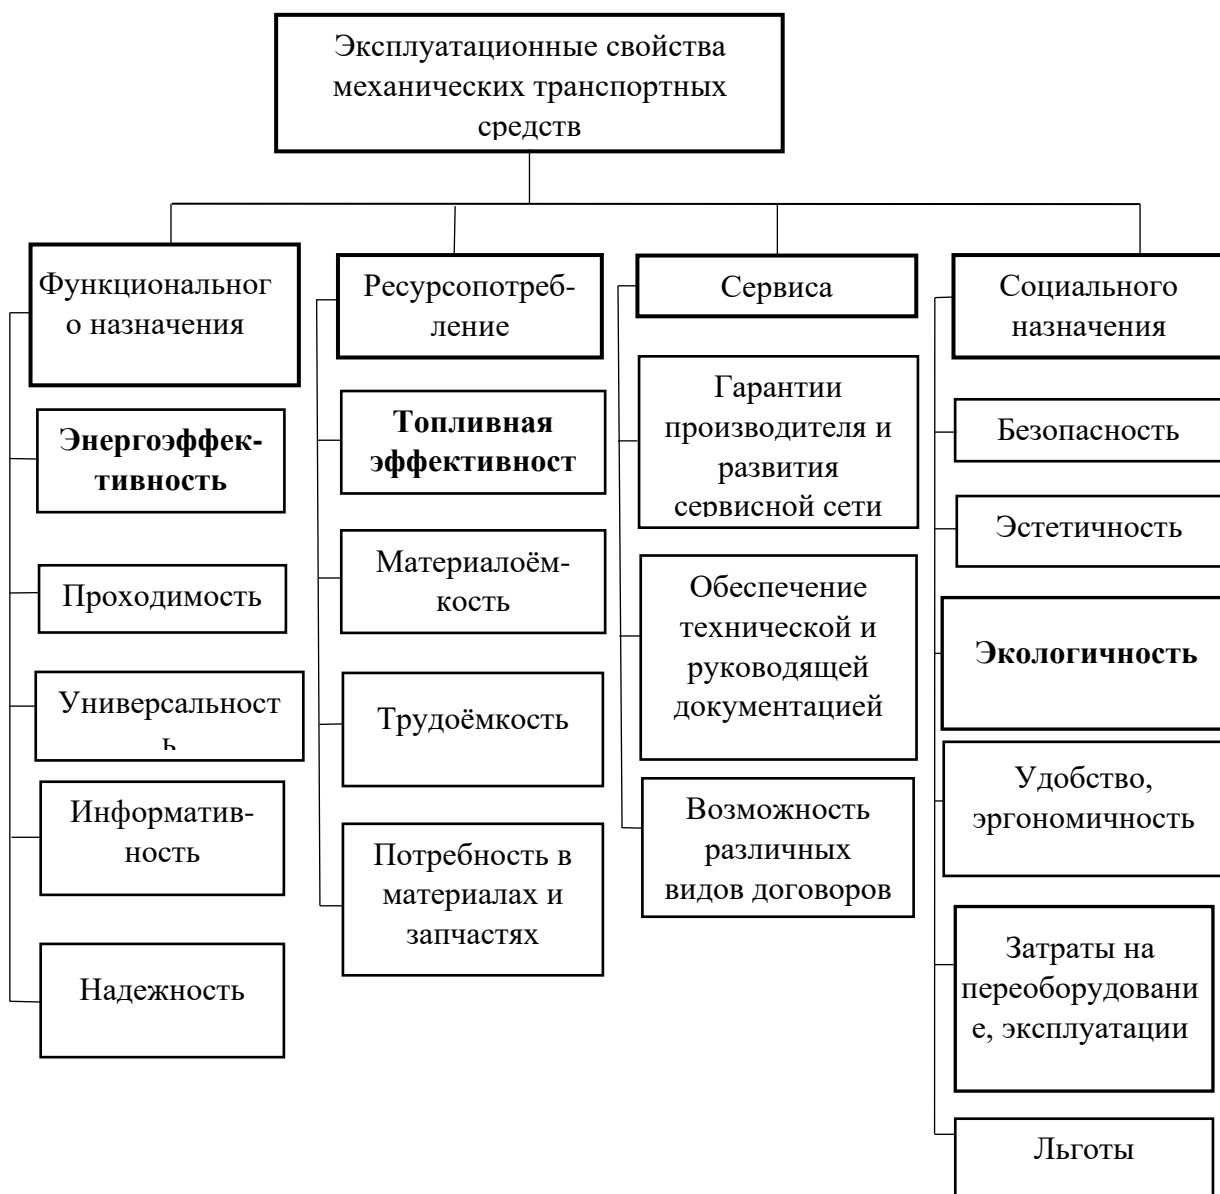 Эксплуатационные свойства
механических транспортных
средств
Функциональног
о назначения
Энергоэффек-
тивность
Проходимость
Универсальност
ь
Информатив-
ность
Надежность
Ресурсопотреб-
ление
Топливная
эффективност
Материалоём-
кость
Трудоёмкость
Потребность в
материалах и
запчастях
Сервиса
Гарантии
производителя и
развития
сервисной сети
Обеспечение
технической и
руководящей
документацией
Возможность
различных
видов договоров
Социального
назначения
Безопасность
Эстетичность
Экологичность
Удобство,
эргономичность
Затраты на
переоборудовани
е, эксплуатации
Льготы